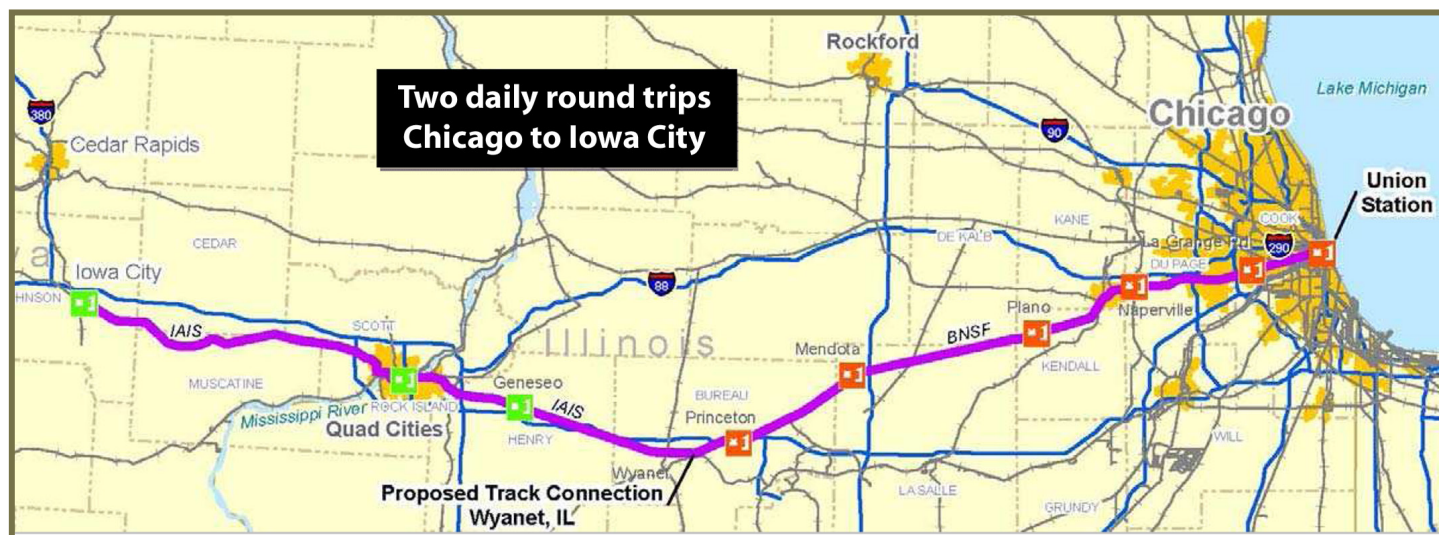 Two daily round trips
Chicago to Iowa City
Rockford
Lake Michigan
380
Cedar Rapids
90
Chicago
Union
Station
KANE
COOK
CEDAR
DE KALB
La Grange Rd
290
DU PAGE
Iowa City
88
IAIS
SCOTT
Illinois
Plano
Naperville
BNSF
Mendota
KENDALL
MUSCATINE
Geneseo
BUREAU
Mississippi River
ROCK ISLAND
IAIS
Princeton
Quad Cities
HENRY
WILL
Wyanet
Proposed Track Connection
Wyanet, IL
LA SALLE
GRUNDY